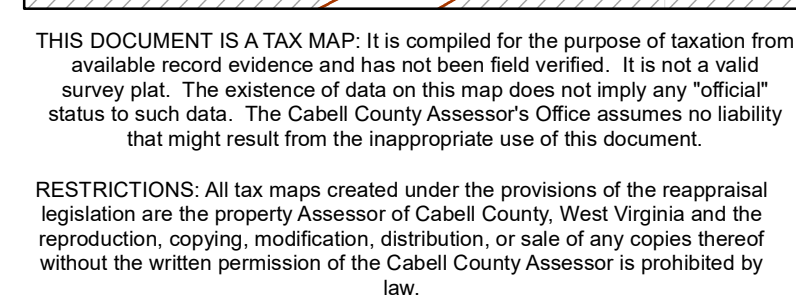 THIS DOCUMENT IS A TAX MAP: It is compiled for the purpose of taxation from
available record evidence and has not been field verified.  It is not a valid
survey plat.  The existence of data on this map does not imply any "official"
status to such data.  The Cabell County Assessor's Office assumes no liability
that might result from the inappropriate use of this document.
RESTRICTIONS: All tax maps created under the provisions of the reappraisal
legislation are the property Assessor of Cabell County, West Virginia and the
reproduction, copying, modification, distribution, or sale of any copies thereof
without the written permission of the Cabell County Assessor is prohibited by
law.